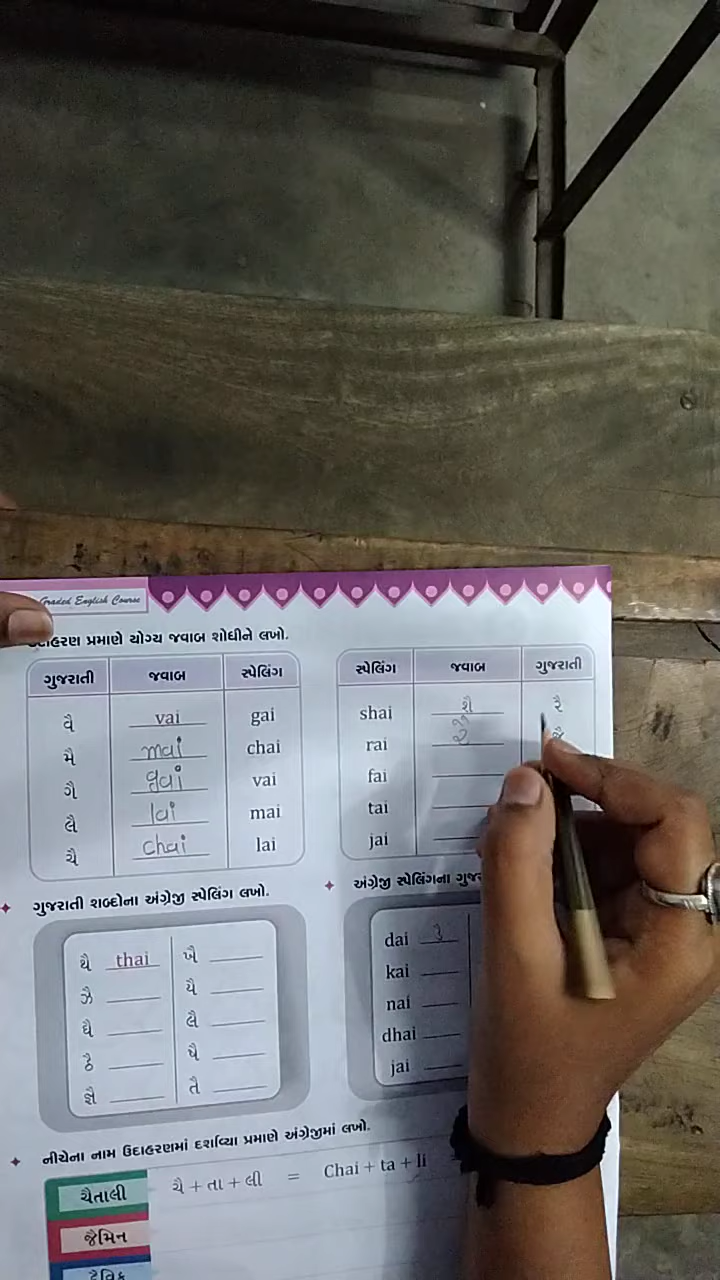 Graded English Course
ઉદાહરણ પ્રમાણે યોગ્ય જવાબ શોધીને લખો.
ગુજરાતી જવાબ સ્પેલિંગ
વૈ vai gai
મૈ mai chai
ગૈ gai vai
લૈ lai mai
ચૈ chai lai
સ્પેલિંગ જવાબ ગુજરાતી
shai શૈ રૈ
rai રૈ
fai
tai
jai
ગુજરાતી શબ્દોના અંગ્રેજી સ્પેલિંગ લખો.
થૈ thai ખૈ
ઝૈ યૈ
ધૈ લૈ
ઠૈ પૈ
જ્ઞૈ તૈ
અંગ્રેજી સ્પેલિંગના
dai
kai
nai
dhai
jai
નીચેના નામ ઉદાહરણમાં દર્શાવ્યા પ્રમાણે અંગ્રેજીમાં લખો.
ચૈતાલી ચૈ + તા + લી = Chai + ta + li
જૈમિન